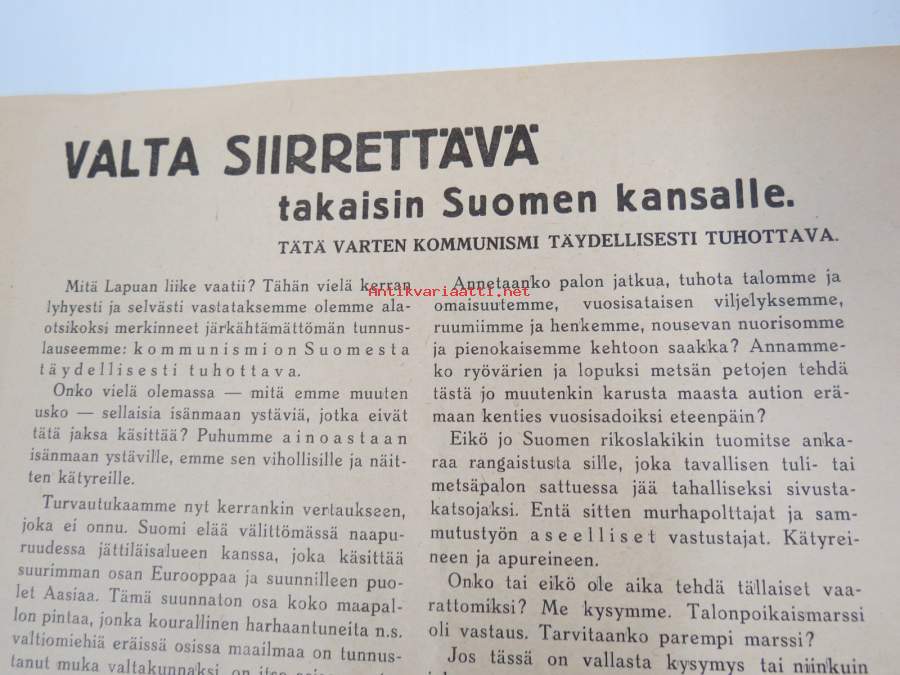 VALTA SIIRRETTÄVÄ
takaisin Suomen kansalle.
TÄTÄ VARTEN KOMMUNISMI TÄYDELLISESTI TUHOTTAVA.
Mitä Lapuan liike vaatii? Tähän vielä kerran
lyhyesti ja selvästi vastataksemme olemme ala-
otsikoksi merkinneet järkähtämättömän tunnus-
lauseemme: kommunismi on Suomesta
täydellisesti tuhottava.
Onko vielä olemassa — mitä emme muuten
usko — sellaisia isänmaan ystäviä, jotka eivät
tätä jaksa käsittää? Puhumme ainoastaan
isänmaan ystäville, emme sen vihollisille ja näit-
ten kätyreille.
Turvautukaamme nyt kerrankin vertaukseen,
joka ei onnu. Suomi elää välittömässä naapu-
ruudessa jättiläisalueen kanssa, joka käsittää
suurimman osan Eurooppaa ja suunnilleen puo-
let Aasiaa. Tämä suunnaton osa koko maapal-
lon pintaa, jonka kourallinen harhaantuneita n.s.
valtiomiehiä eräissä osissa maailmaa on tunnus-
tanut muka valtakunnaksi, on itse
Annetaanko palon jatkua, tuhota talomme ja
omaisuutemme, vuosisataisen viljelyksemme,
ruumiimme ja henkemme, nousevan nuorisomme
ja pienokaisemme kehtoon saakka? Annamme-
ko ryövärien ja lopuksi metsän petojen tehdä
tästä jo muutenkin karusta maasta aution erä-
maan kenties vuosisadoiksi eteenpäin?
Eikö jo Suomen rikoslakikin tuomitse anka-
raa rangaistusta sille, joka tavallisen tuli- tai
metsäpalon sattuessa jää tahalliseksi sivusta-
katsojaksi. Entä sitten murhapolttajat ja sam-
mutustyön aseelliset vastustajat. Kätyrei-
neen ja apureineen.
Onko tai eikö ole aika tehdä tällaiset vaa-
rattomiksi? Me kysymme. Talonpoikaismarssi
oli vastaus. Tarvitaanko parempi marssi?
Jos tässä on vallasta kysymys tai niinkuin
Antikvariaatti.net